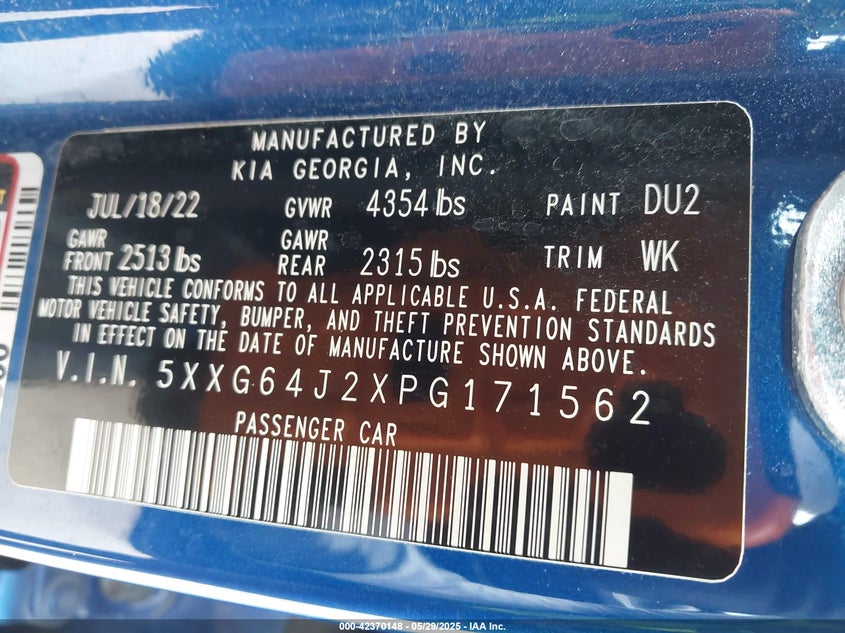 MANUFACTURED BY
KIA GEORGIA, INC.
JUL/18/22 GVWR 4354 lbs PAINT DU2
GAWR FRONT 2513 lbs GAWR REAR 2315 lbs TRIM WK
THIS VEHICLE CONFORMS TO ALL APPLICABLE U.S.A. FEDERAL
MOTOR VEHICLE SAFETY, BUMPER, AND THEFT PREVENTION STANDARDS
IN EFFECT ON THE DATE OF MANUFACTURE SHOWN ABOVE.
V.I.N. 5XXG64J2XPG171562
PASSENGER CAR
000-42370148 - 05/29/2025 - IAA Inc.